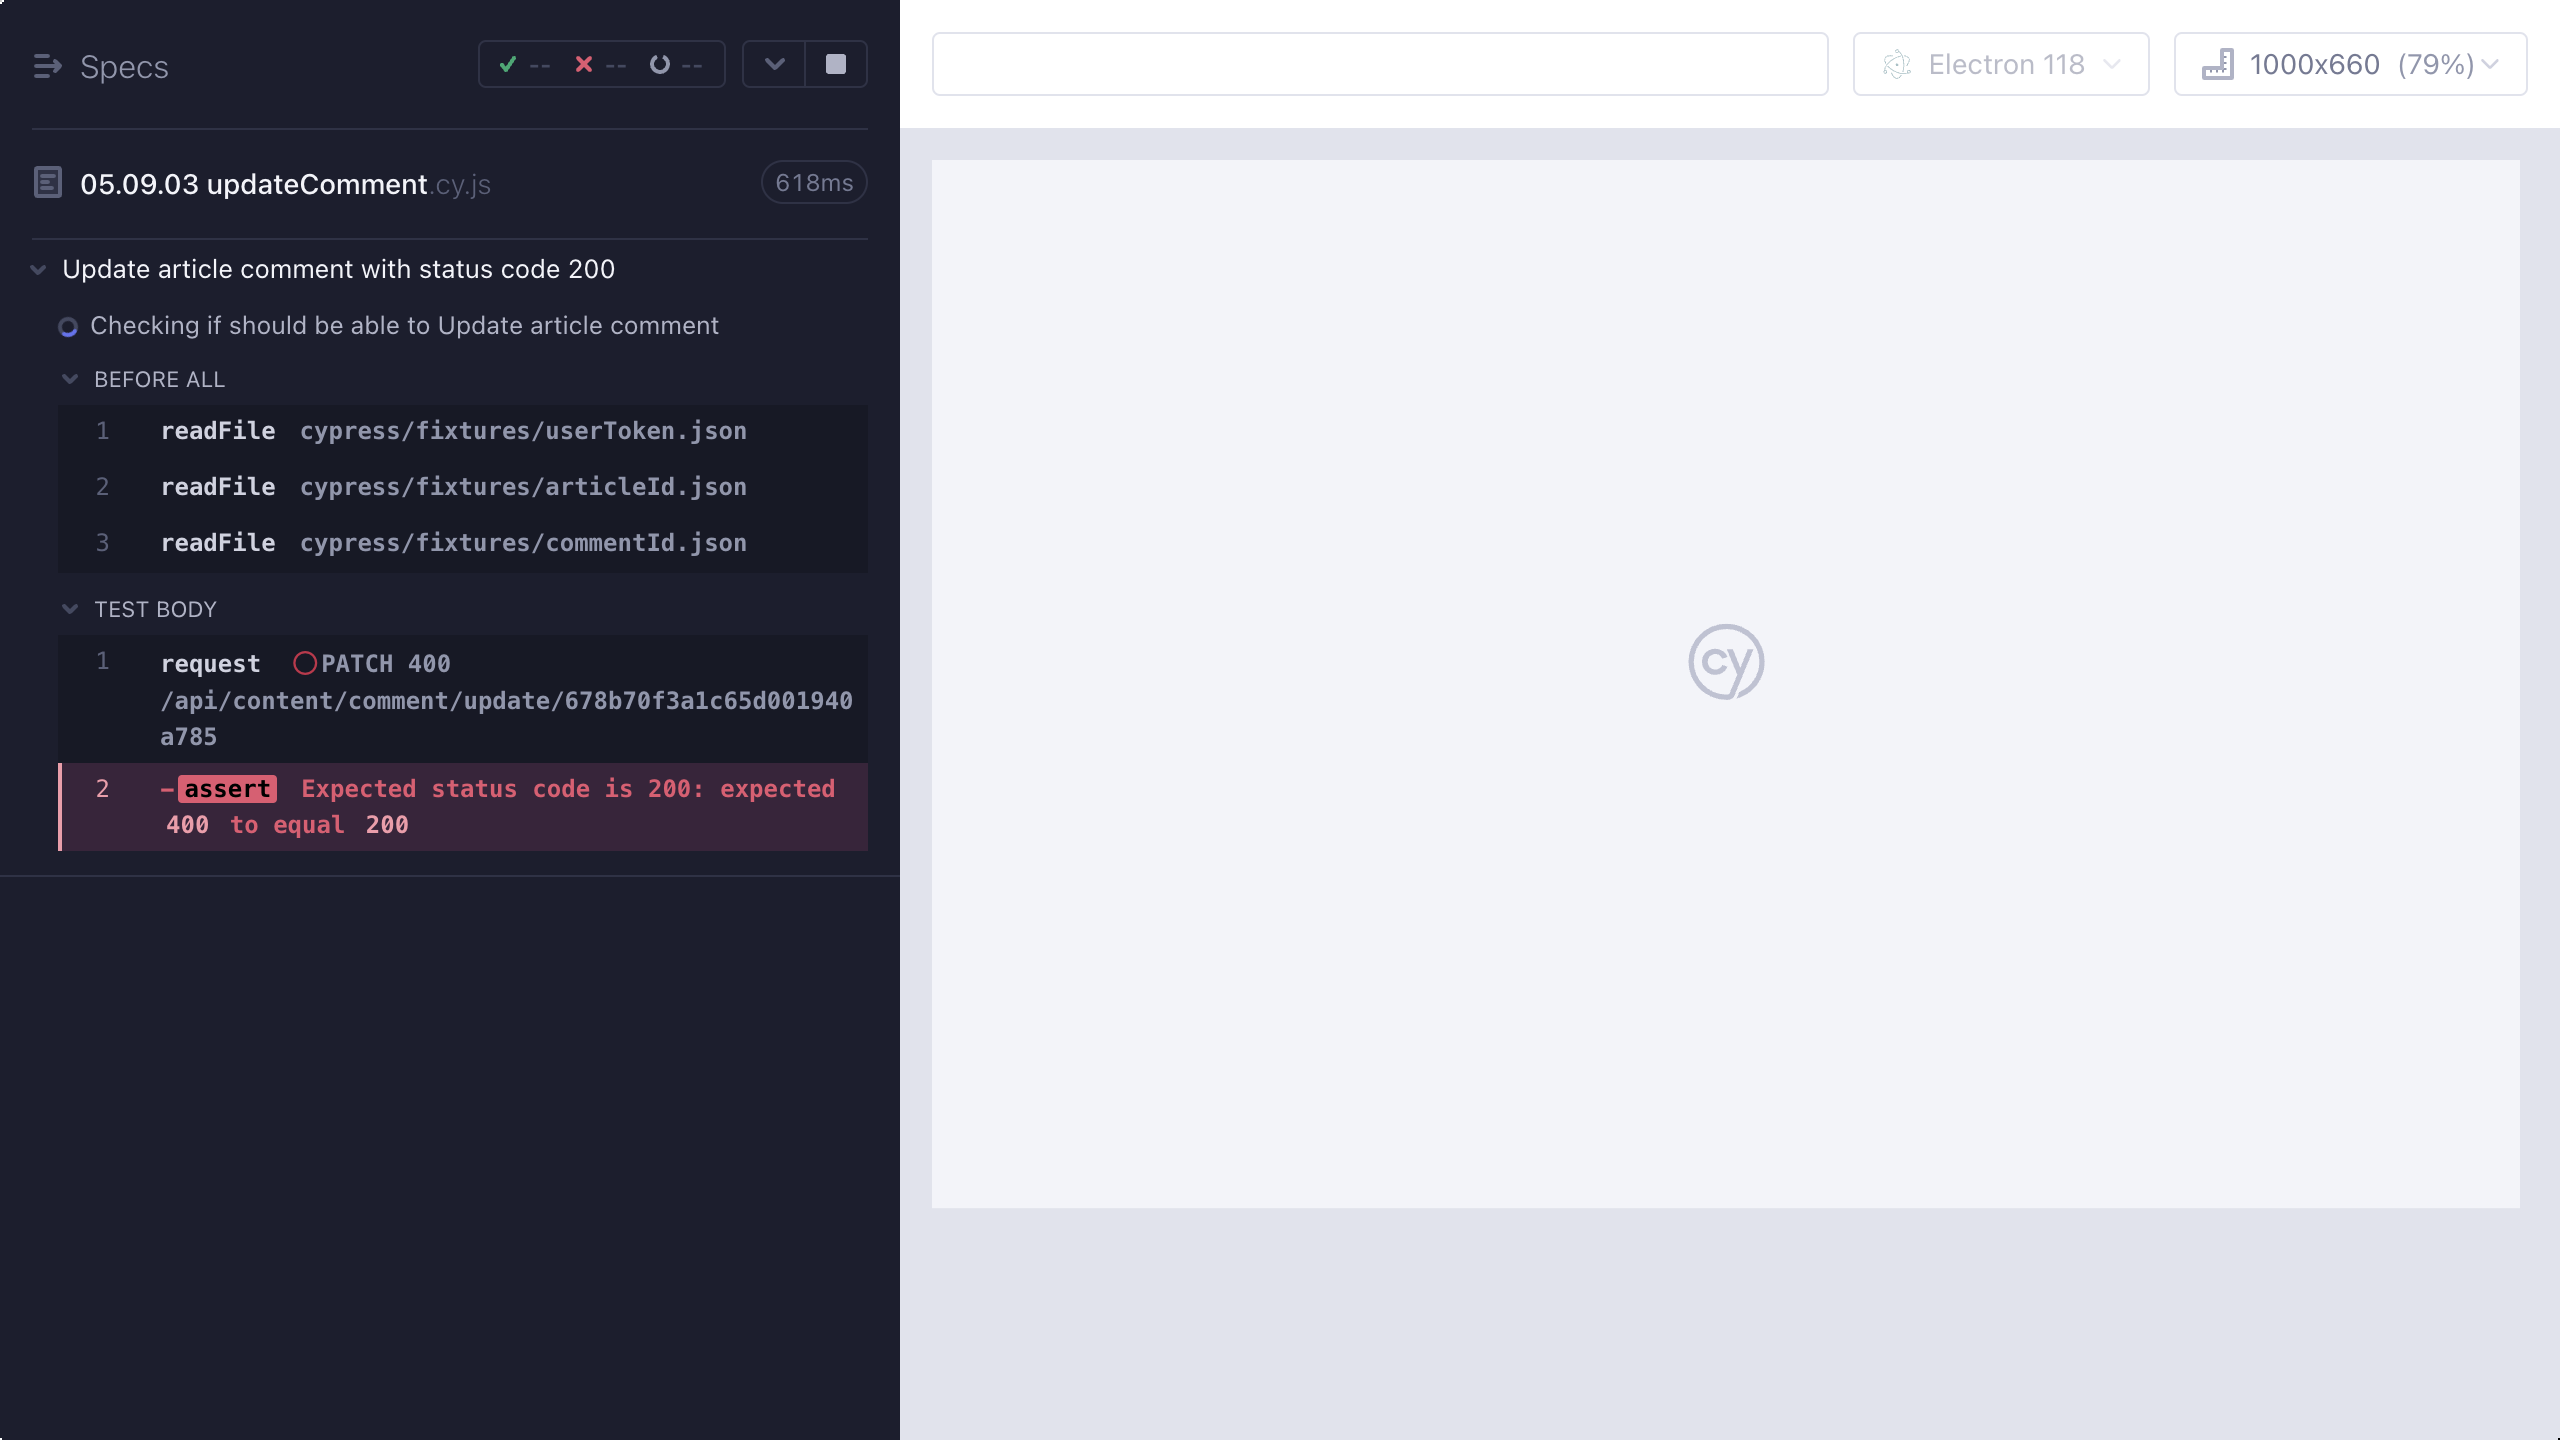 Specs
-- -- --
Electron 118
1000x660 (79%)
05.09.03 updateComment.cy.js
618ms
Update article comment with status code 200
Checking if should be able to Update article comment
BEFORE ALL
1 readFile cypress/fixtures/userToken.json
2 readFile cypress/fixtures/articleId.json
3 readFile cypress/fixtures/commentId.json
TEST BODY
1 request PATCH 400
/api/content/comment/update/678b70f3a1c65d001940
a785
2 -assert Expected status code is 200: expected
400 to equal 200
cy